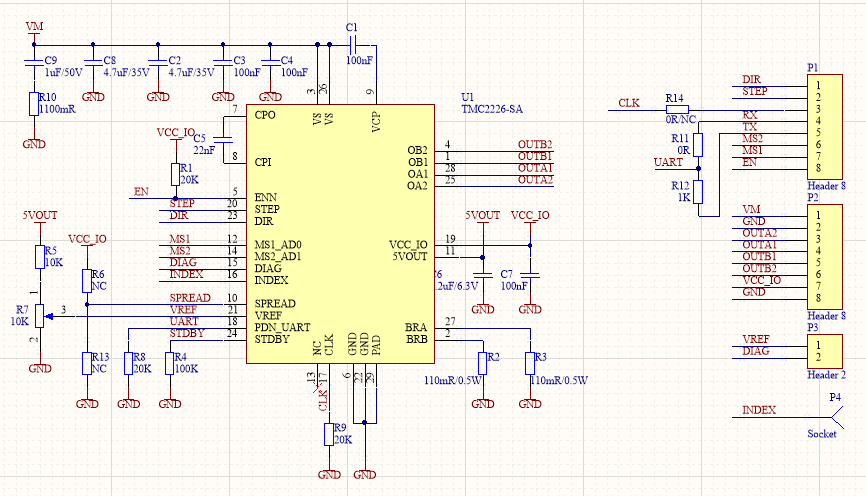 VM
C9
1uF/50V
C8
4.7uF/35V
C2
4.7uF/35V
C3
100nF
C4
100nF
C1
100nF
GND
GND
GND
GND
R10
1100mR
GND
3
26
9
U1
TMC2226-SA
VS
VS
VCP
7
CPO
C5
22nF
8
CPI
VCC_IO
R1
20K
EN
5
ENN
STEP
20
STEP
DIR
23
DIR
MS1
12
MS1_AD0
MS2
14
MS2_AD1
DIAG
15
DIAG
INDEX
16
INDEX
SPREAD
10
SPREAD
VREF
21
VREF
UART
18
PDN_UART
STDBY
24
STDBY
OB2
4
OUTB2
OB1
1
OUTB1
OA1
28
OUTA1
OA2
25
OUTA2
VCC_IO
19
5VOUT
11
BRA
27
BRB
2
5VOUT
VCC_IO
6
.2uF/6.3V
C7
100nF
GND
GND
R2
110mR/0.5W
R3
110mR/0.5W
GND
GND
5VOUT
R5
10K
1
R7
10K
3
2
GND
VCC_IO
R6
NC
R13
NC
GND
R8
20K
GND
R4
100K
GND
NC
CLK
GND
GND
PAD
13
17
6
22
29
CLK
R9
20K
GND
GND
CLK
R14
0R/NC
R11
0R
UART
R12
1K
P1
DIR
1
STEP
2
3
RX
4
TX
5
MS2
6
MS1
7
EN
8
Header 8
P2
VM
1
GND
2
OUTA2
3
OUTA1
4
OUTB1
5
OUTB2
6
VCC_IO
7
GND
8
Header 8
P3
VREF
1
DIAG
2
Header 2
P4
INDEX
Socket